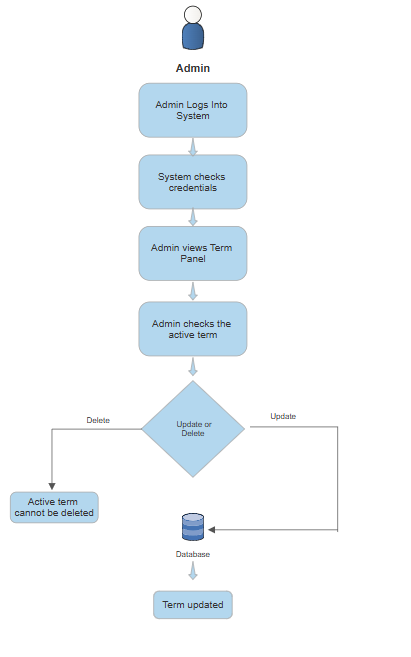 Admin
Admin Logs Into
System
System checks
credentials
Admin views Term
Panel
Admin checks the
active term
Delete
Update or
Delete
Update
Active term
cannot be deleted
Database
Term updated